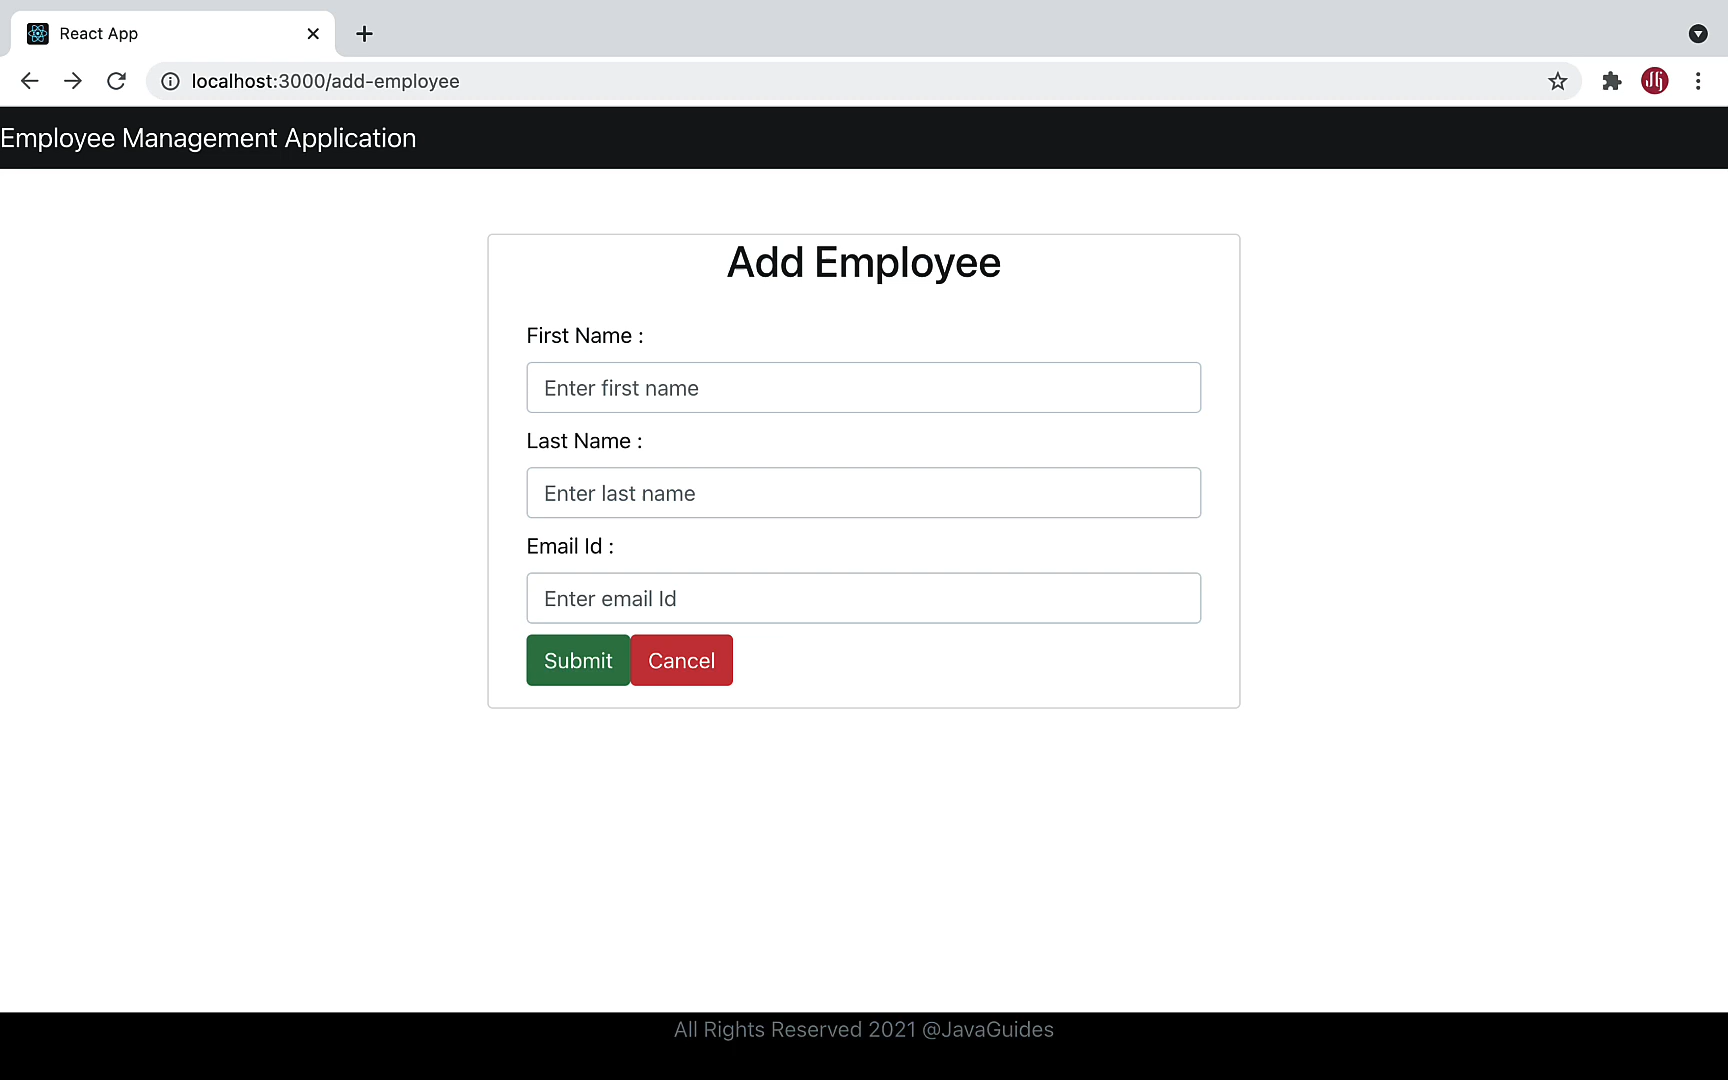 React App
localhost:3000/add-employee
Employee Management Application
Add Employee
First Name :
Enter first name
Last Name :
Enter last name
Email Id :
Enter email Id
Submit Cancel
All Rights Reserved 2021 @JavaGuides